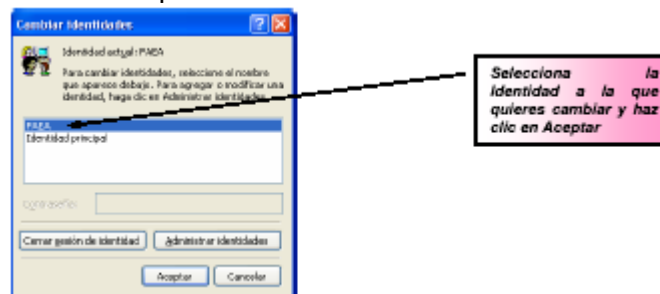 Cambiar Identidades
Identidad actual: PAEA
Para cambiar identidades, seleccione el nombre
que aparece debajo. Para agregar o modificar una
identidad, haga clic en Administrar identidades.
PAEA
Identidad principal
Contraseña:
Cerrar sesión de identidad
Administrar identidades
Aceptar
Cancelar
Selecciona la
Identidad a la que
quieres cambiar y haz
clic en Aceptar